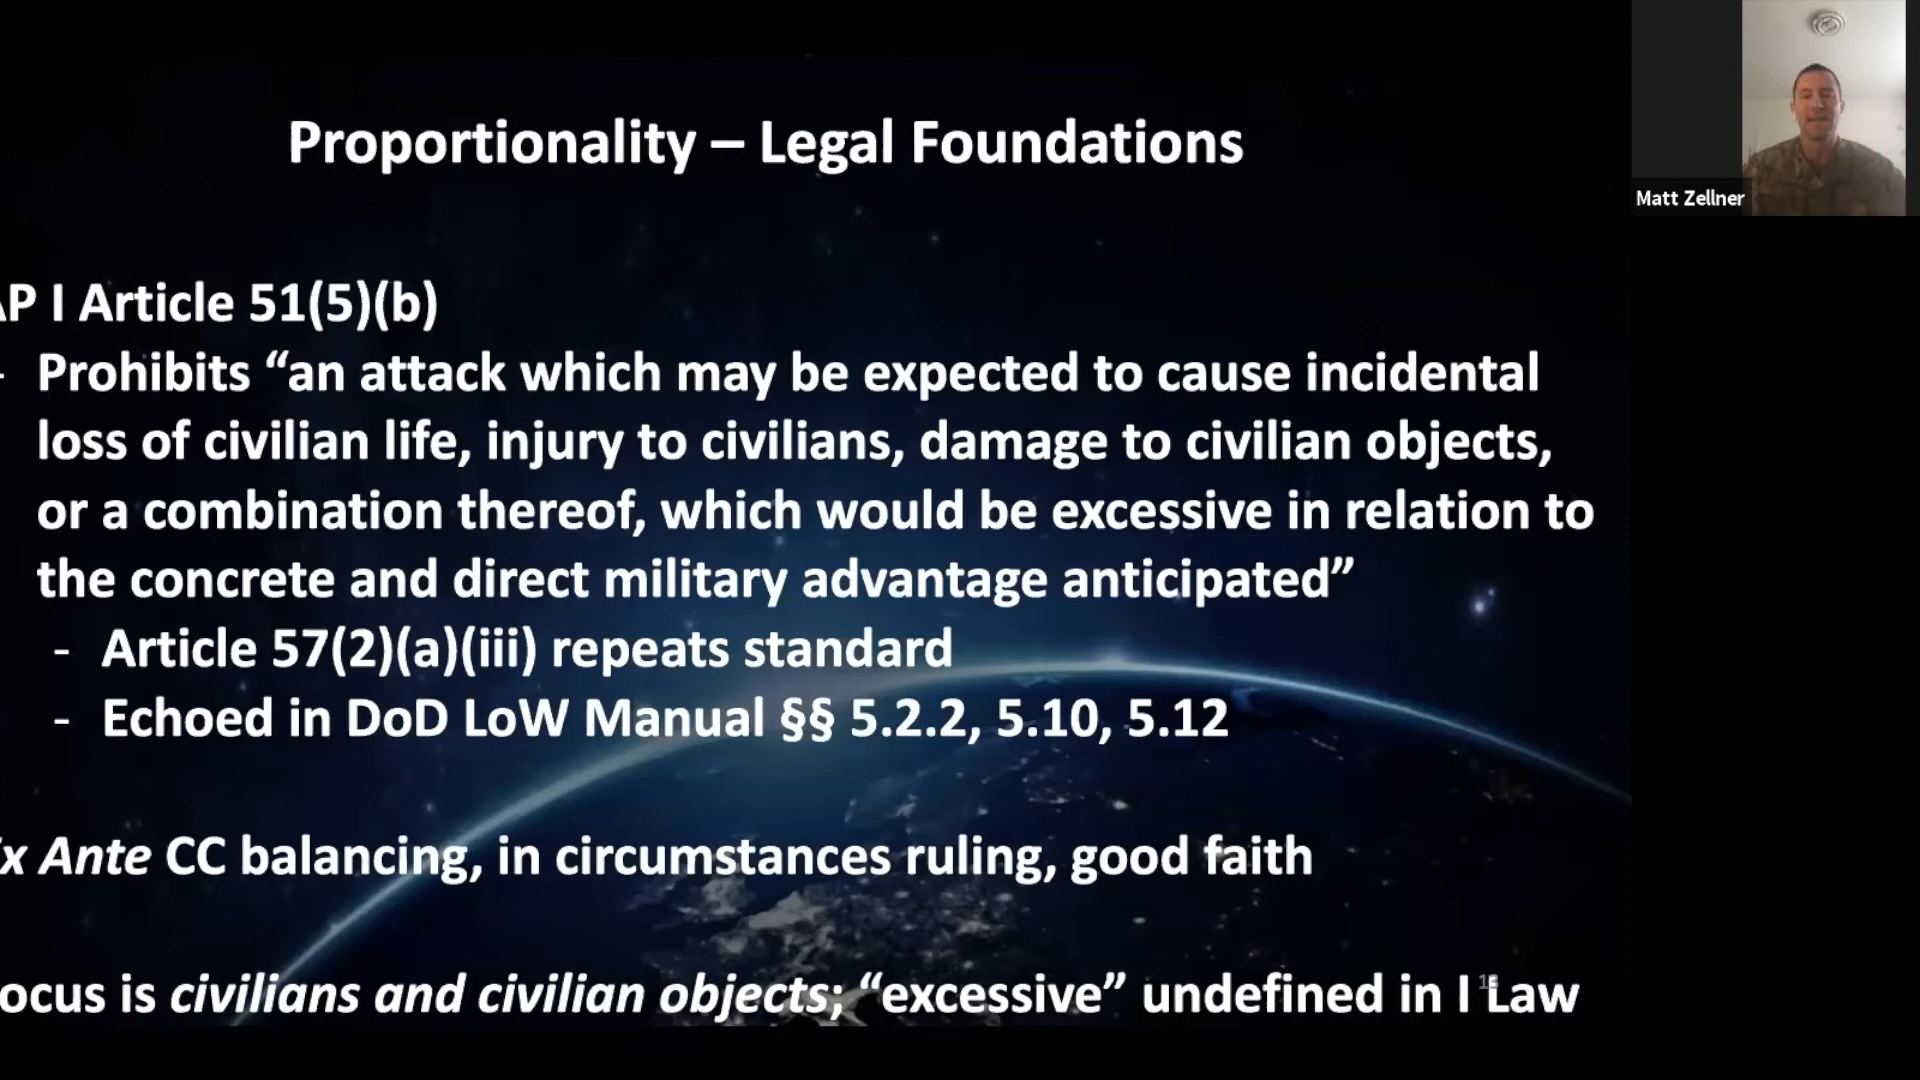 Proportionality – Legal Foundations
Matt Zellner
AP I Article 51(5)(b)
- Prohibits “an attack which may be expected to cause incidental
loss of civilian life, injury to civilians, damage to civilian objects,
or a combination thereof, which would be excessive in relation to
the concrete and direct military advantage anticipated”
- Article 57(2)(a)(iii) repeats standard
- Echoed in DoD LoW Manual §§ 5.2.2, 5.10, 5.12
x Ante CC balancing, in circumstances ruling, good faith
ocus is civilians and civilian objects; “excessive” undefined in I Law